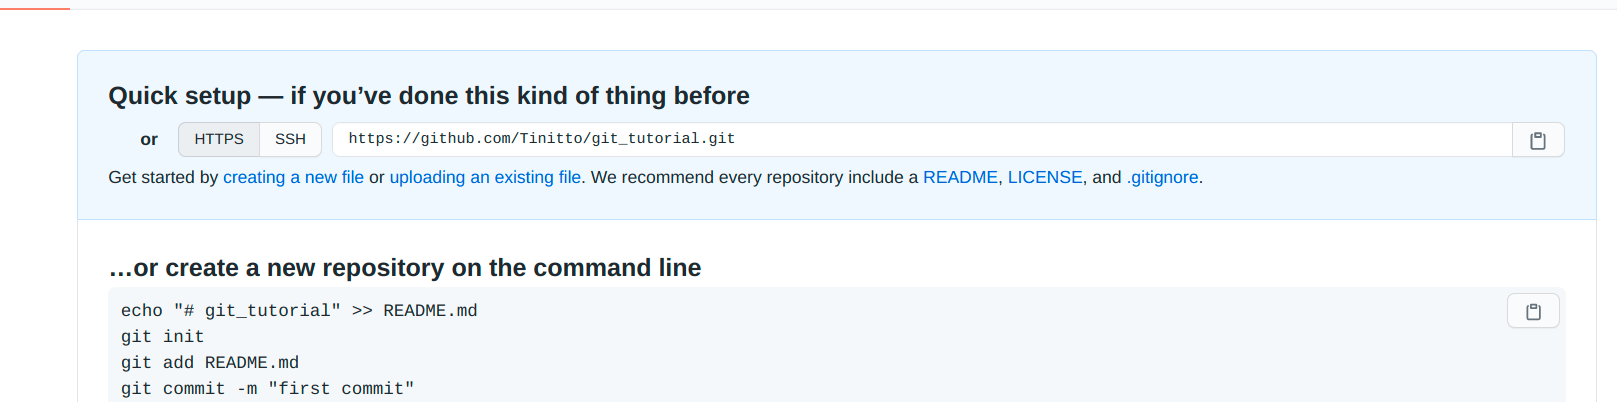 Quick setup — if you’ve done this kind of thing before
or HTTPS SSH https://github.com/Tinitto/git_tutorial.git
Get started by creating a new file or uploading an existing file. We recommend every repository include a README, LICENSE, and .gitignore.
…or create a new repository on the command line
echo "# git_tutorial" >> README.md
git init
git add README.md
git commit -m "first commit"